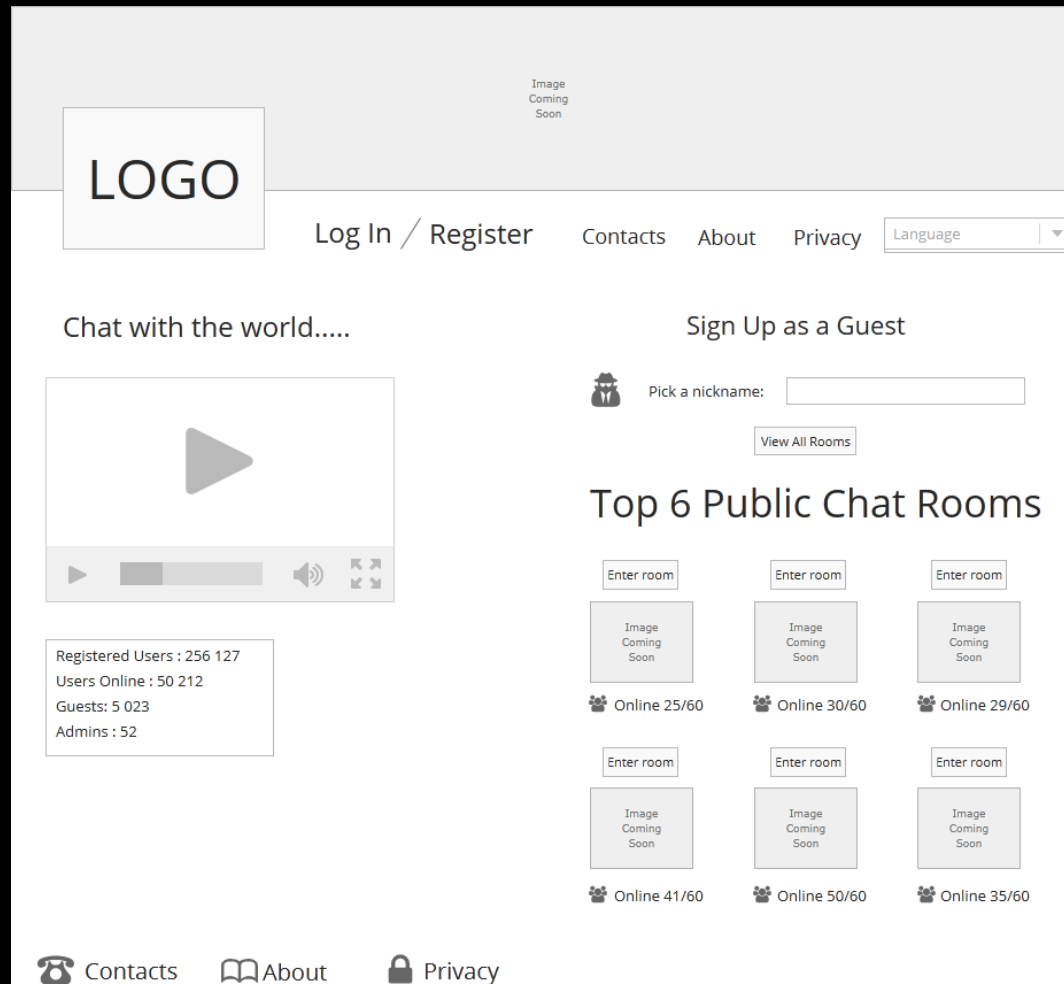 Image
Coming
Soon
LOGO
Log In / Register
Contacts
About
Privacy
Language
Chat with the world.....
Sign Up as a Guest
Pick a nickname:
View All Rooms
Top 6 Public Chat Rooms
Enter room
Enter room
Enter room
Image
Coming
Soon
Image
Coming
Soon
Image
Coming
Soon
Online 25/60
Online 30/60
Online 29/60
Registered Users : 256 127
Users Online : 50 212
Guests: 5 023
Admins : 52
Enter room
Enter room
Enter room
Image
Coming
Soon
Image
Coming
Soon
Image
Coming
Soon
Online 41/60
Online 50/60
Online 35/60
Contacts
About
Privacy